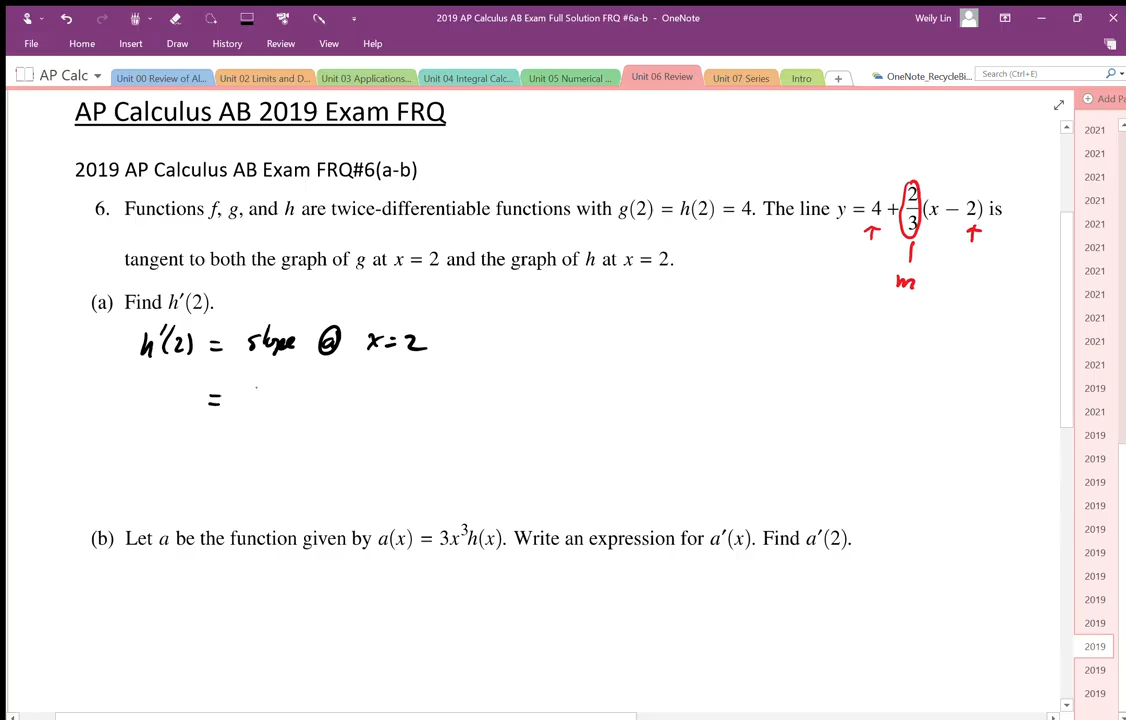 2019 AP Calculus AB Exam Full Solution FRQ #6a-b - OneNote
Weily Lin
File Home Insert Draw History Review View Help
AP Calc
Unit 00 Review of Al... Unit 02 Limits and D... Unit 03 Applications... Unit 04 Integral Calc... Unit 05 Numerical ... Unit 06 Review Unit 07 Series Intro +
OneNote_RecycleBi...
Search (Ctrl+E)
Add Pa
AP Calculus AB 2019 Exam FRQ
2019 AP Calculus AB Exam FRQ#6(a-b)
6. Functions f, g, and h are twice-differentiable functions with g(2) = h(2) = 4. The line y = 4 + 2/3 (x − 2) is
tangent to both the graph of g at x = 2 and the graph of h at x = 2.
m
(a) Find h′(2).
h'(2) = slope @ x=2
=
(b) Let a be the function given by a(x) = 3x³h(x). Write an expression for a′(x). Find a′(2).
2021
2021
2021
2021
2021
2021
2021
2021
2021
2021
2021
2019
2021
2019
2019
2019
2019
2019
2019
2019
2019
2019
2019
2019
2019